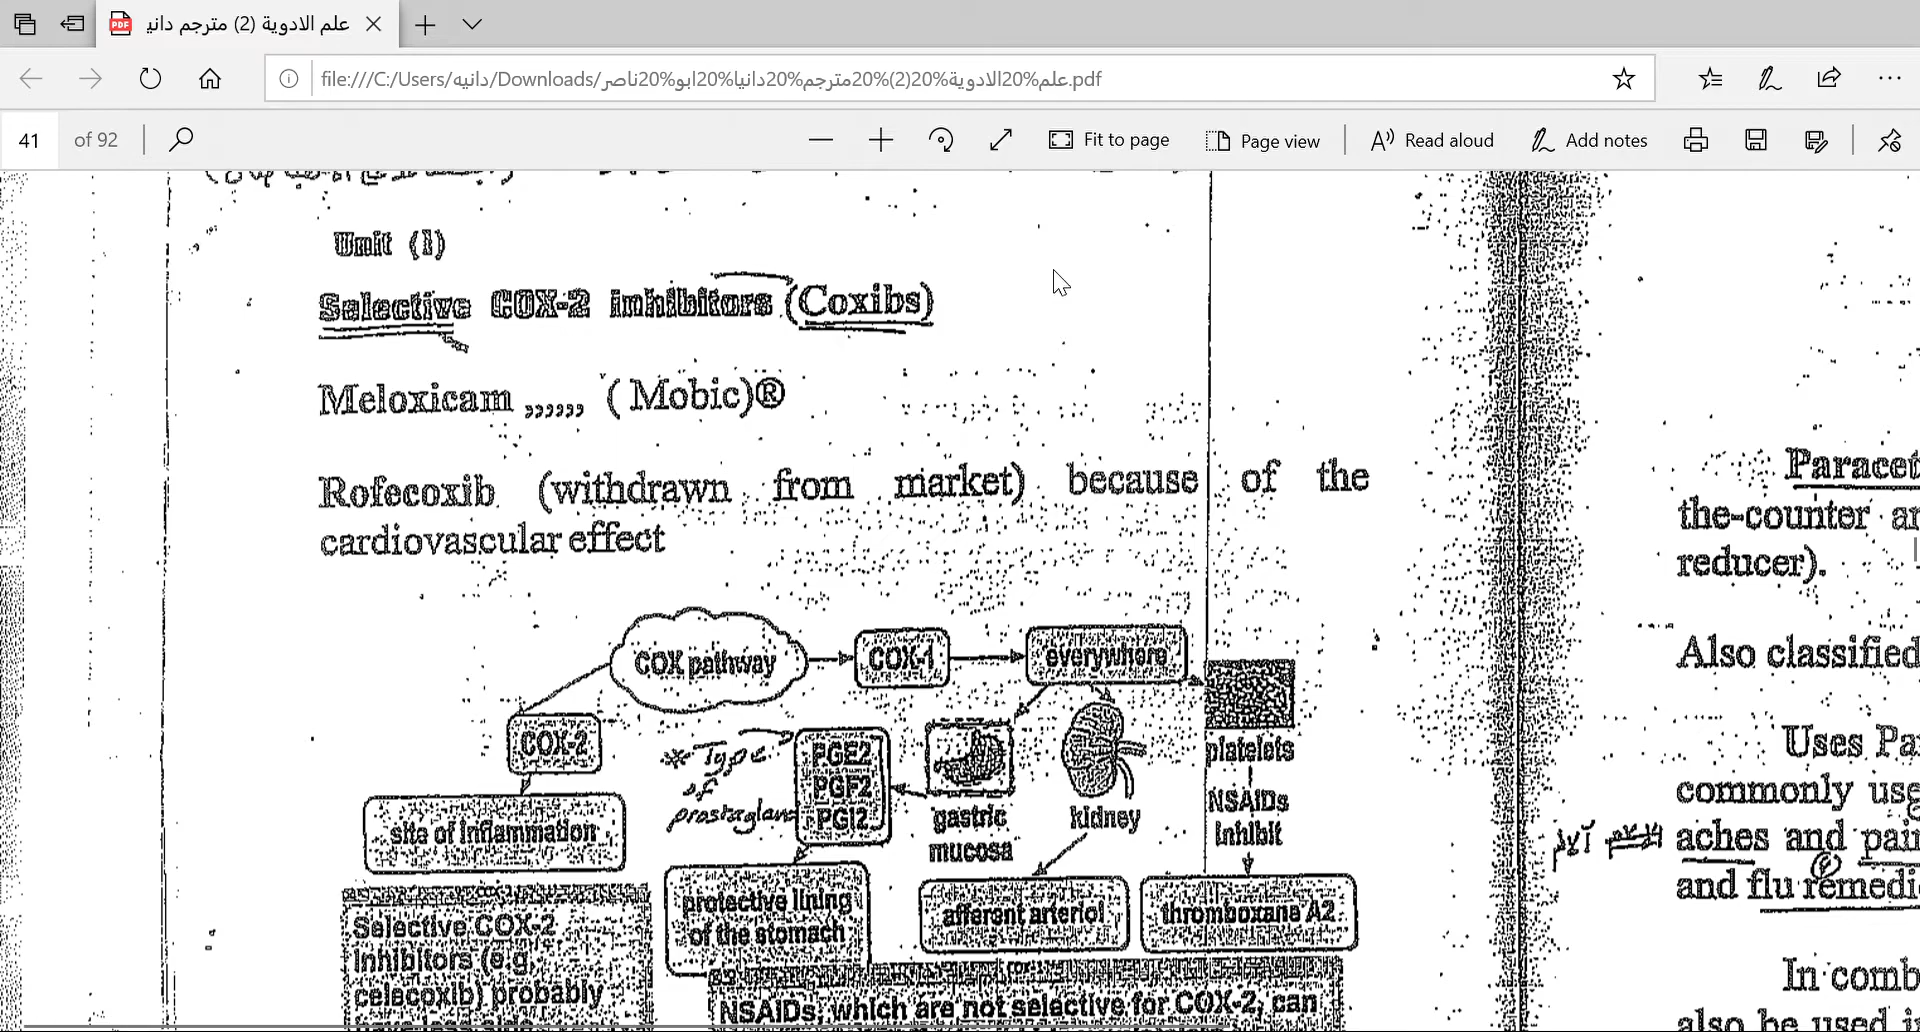 علم الادوية (2) مترجم داني
file:///C:/Users/دانيه/Downloads/علم%20الادوية%20(2)%20مترجم%20دانيا%20ابو%20ناصر.pdf
41 of 92
Fit to page
Page view
Read aloud
Add notes
Unit (1)
Selective COX-2 inhibitors (Coxibs)
Meloxicam ,,,,,, ( Mobic)®
Rofecoxib (withdrawn from market) because of the
cardiovascular effect
COX pathway
COX-1
everywhere
COX-2
* Type
of
prostaglan
PGE2
PGF2
PGI2
gastric
mucosa
kidney
platelets
NSAIDs
inhibit
site of inflammation
protective lining
of the stomach
afferent arteriol
thromboxane A2
Selective COX-2
inhibitors (e.g.
celecoxib) probably
NSAIDs, which are not selective for COX-2, can
Paracet
the-counter an
reducer).
Also classified
Uses Pa
commonly use
aches and pain
and flu remedi
In comb
also be used i